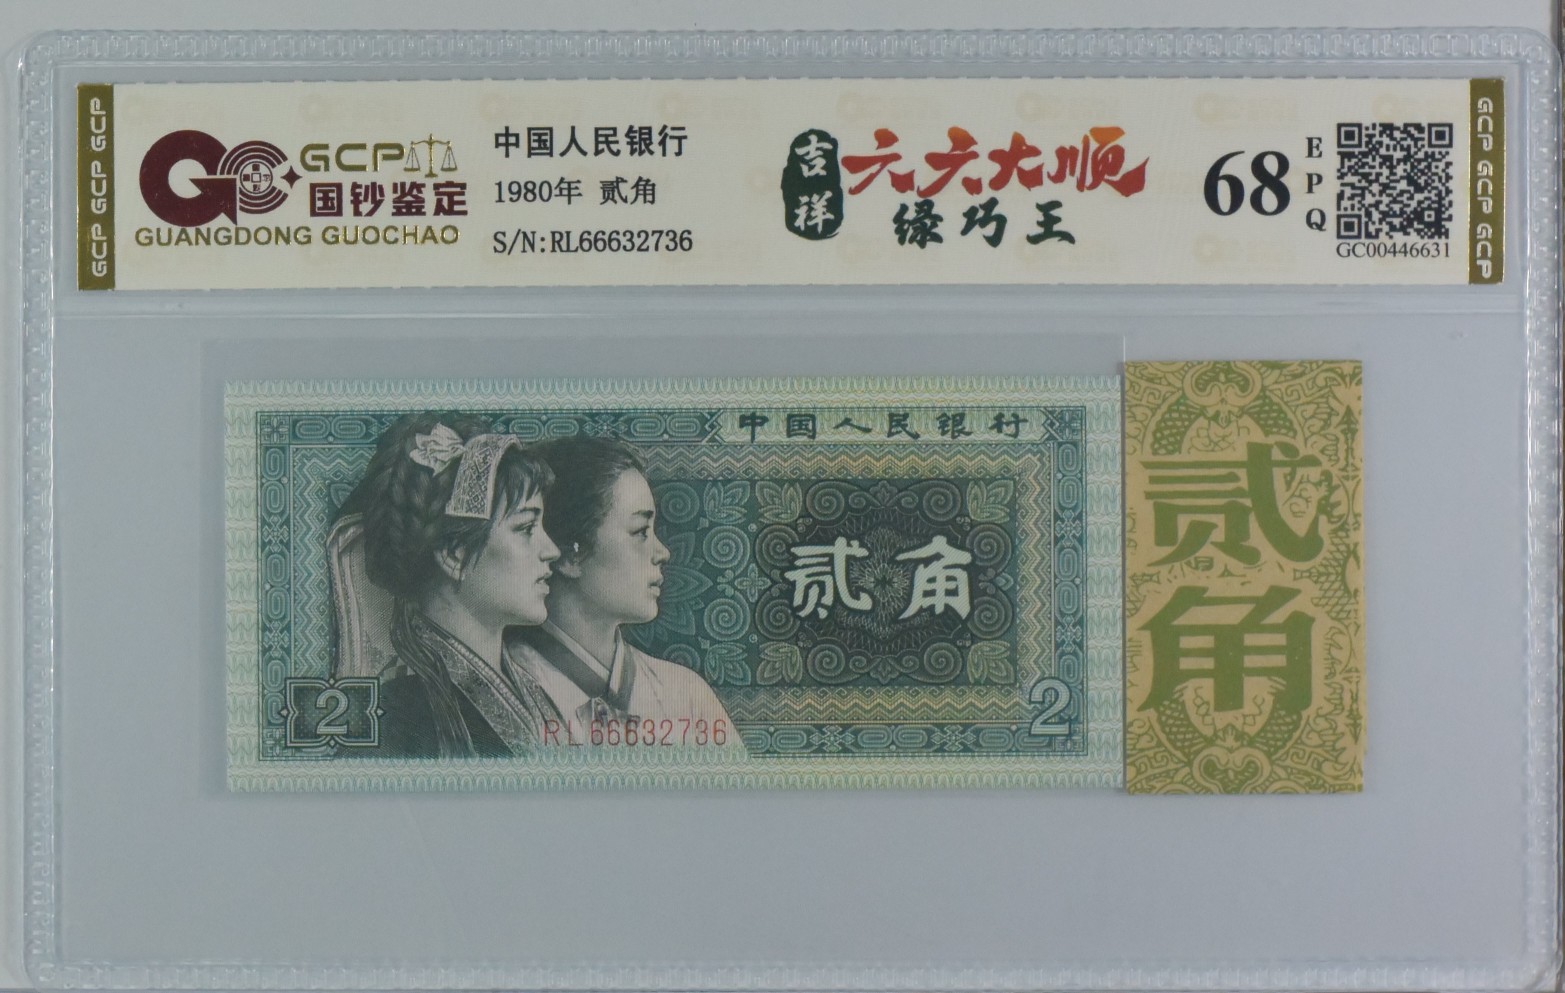 GCP GCP GCP
GCP
国钞鉴定
GUANGDONG GUOCHAO
中国人民银行
1980年 贰角
S/N:RL66632736
吉祥
六六大顺
绿巧王
68
EPQ
GC00446631
GCP GCP GCP
中国人民银行
贰角
2
RL66632736
2
贰角